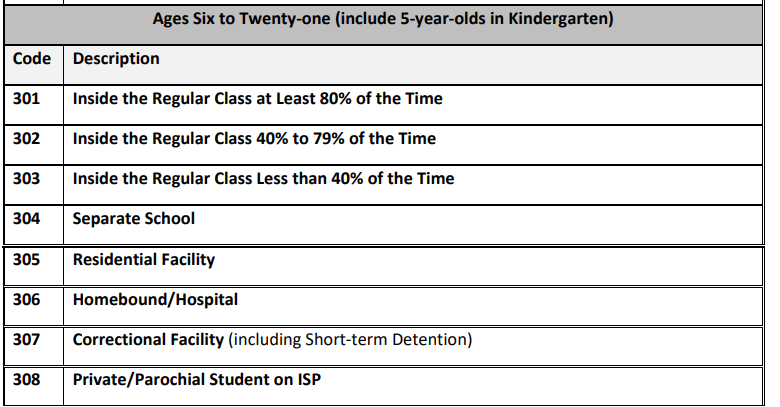 Ages Six to Twenty-one (include 5-year-olds in Kindergarten)
Code Description
301 Inside the Regular Class at Least 80% of the Time
302 Inside the Regular Class 40% to 79% of the Time
303 Inside the Regular Class Less than 40% of the Time
304 Separate School
305 Residential Facility
306 Homebound/Hospital
307 Correctional Facility (including Short-term Detention)
308 Private/Parochial Student on ISP